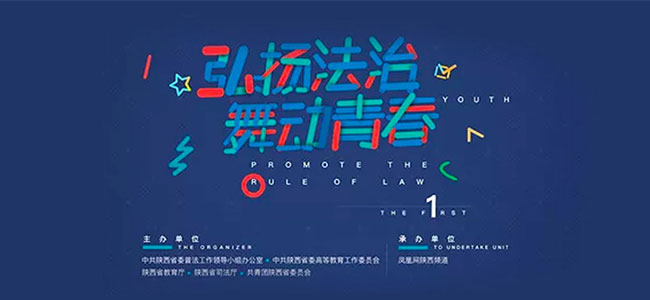 弘扬法治
舞动青春
YOUTH
PROMOTE THE
RULE OF LAW
THE FIRST
1
主办单位
THE ORGANIZER
中共陕西省委普法工作领导小组办公室 • 中共陕西省委高等教育工作委员会
陕西省教育厅 • 陕西省司法厅 • 共青团陕西省委员会
承办单位
TO UNDERTAKE UNIT
凤凰网陕西频道